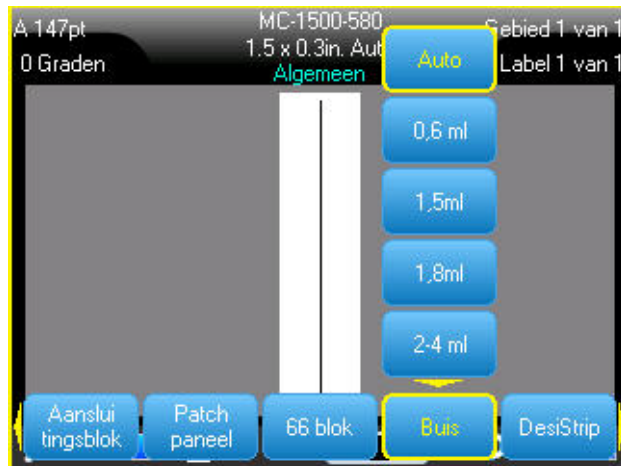 A 147pt
MC-1500-580
Gebied 1 van 1
0 Graden
1.5 x 0.3in. Aut
Label 1 van 1
Algemeen
Auto
0,6 ml
1,5ml
1,8ml
2-4 ml
Aanslui
tingsblok
Patch
paneel
66 blok
Buis
DesiStrip